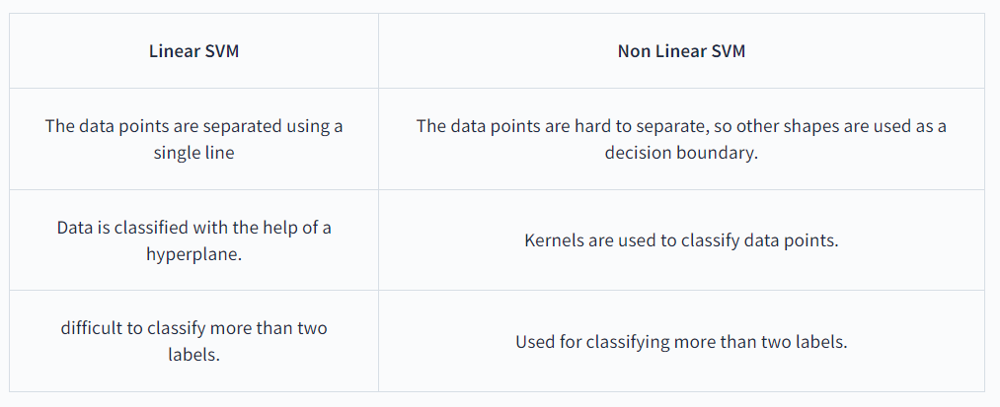 Linear SVM
Non Linear SVM
The data points are separated using a
single line
The data points are hard to separate, so other shapes are used as a
decision boundary.
Data is classified with the help of a
hyperplane.
Kernels are used to classify data points.
difficult to classify more than two
labels.
Used for classifying more than two labels.